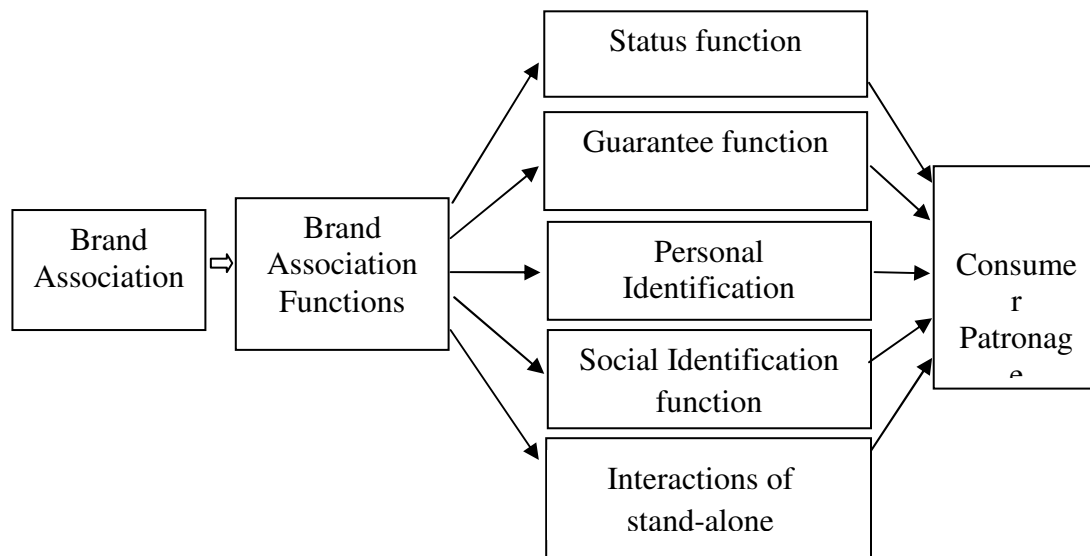 Status function
Guarantee function
Brand
Association
Brand
Association
Functions
Personal
Identification
Consume
r
Patronag
e
Social Identification
function
Interactions of
stand-alone